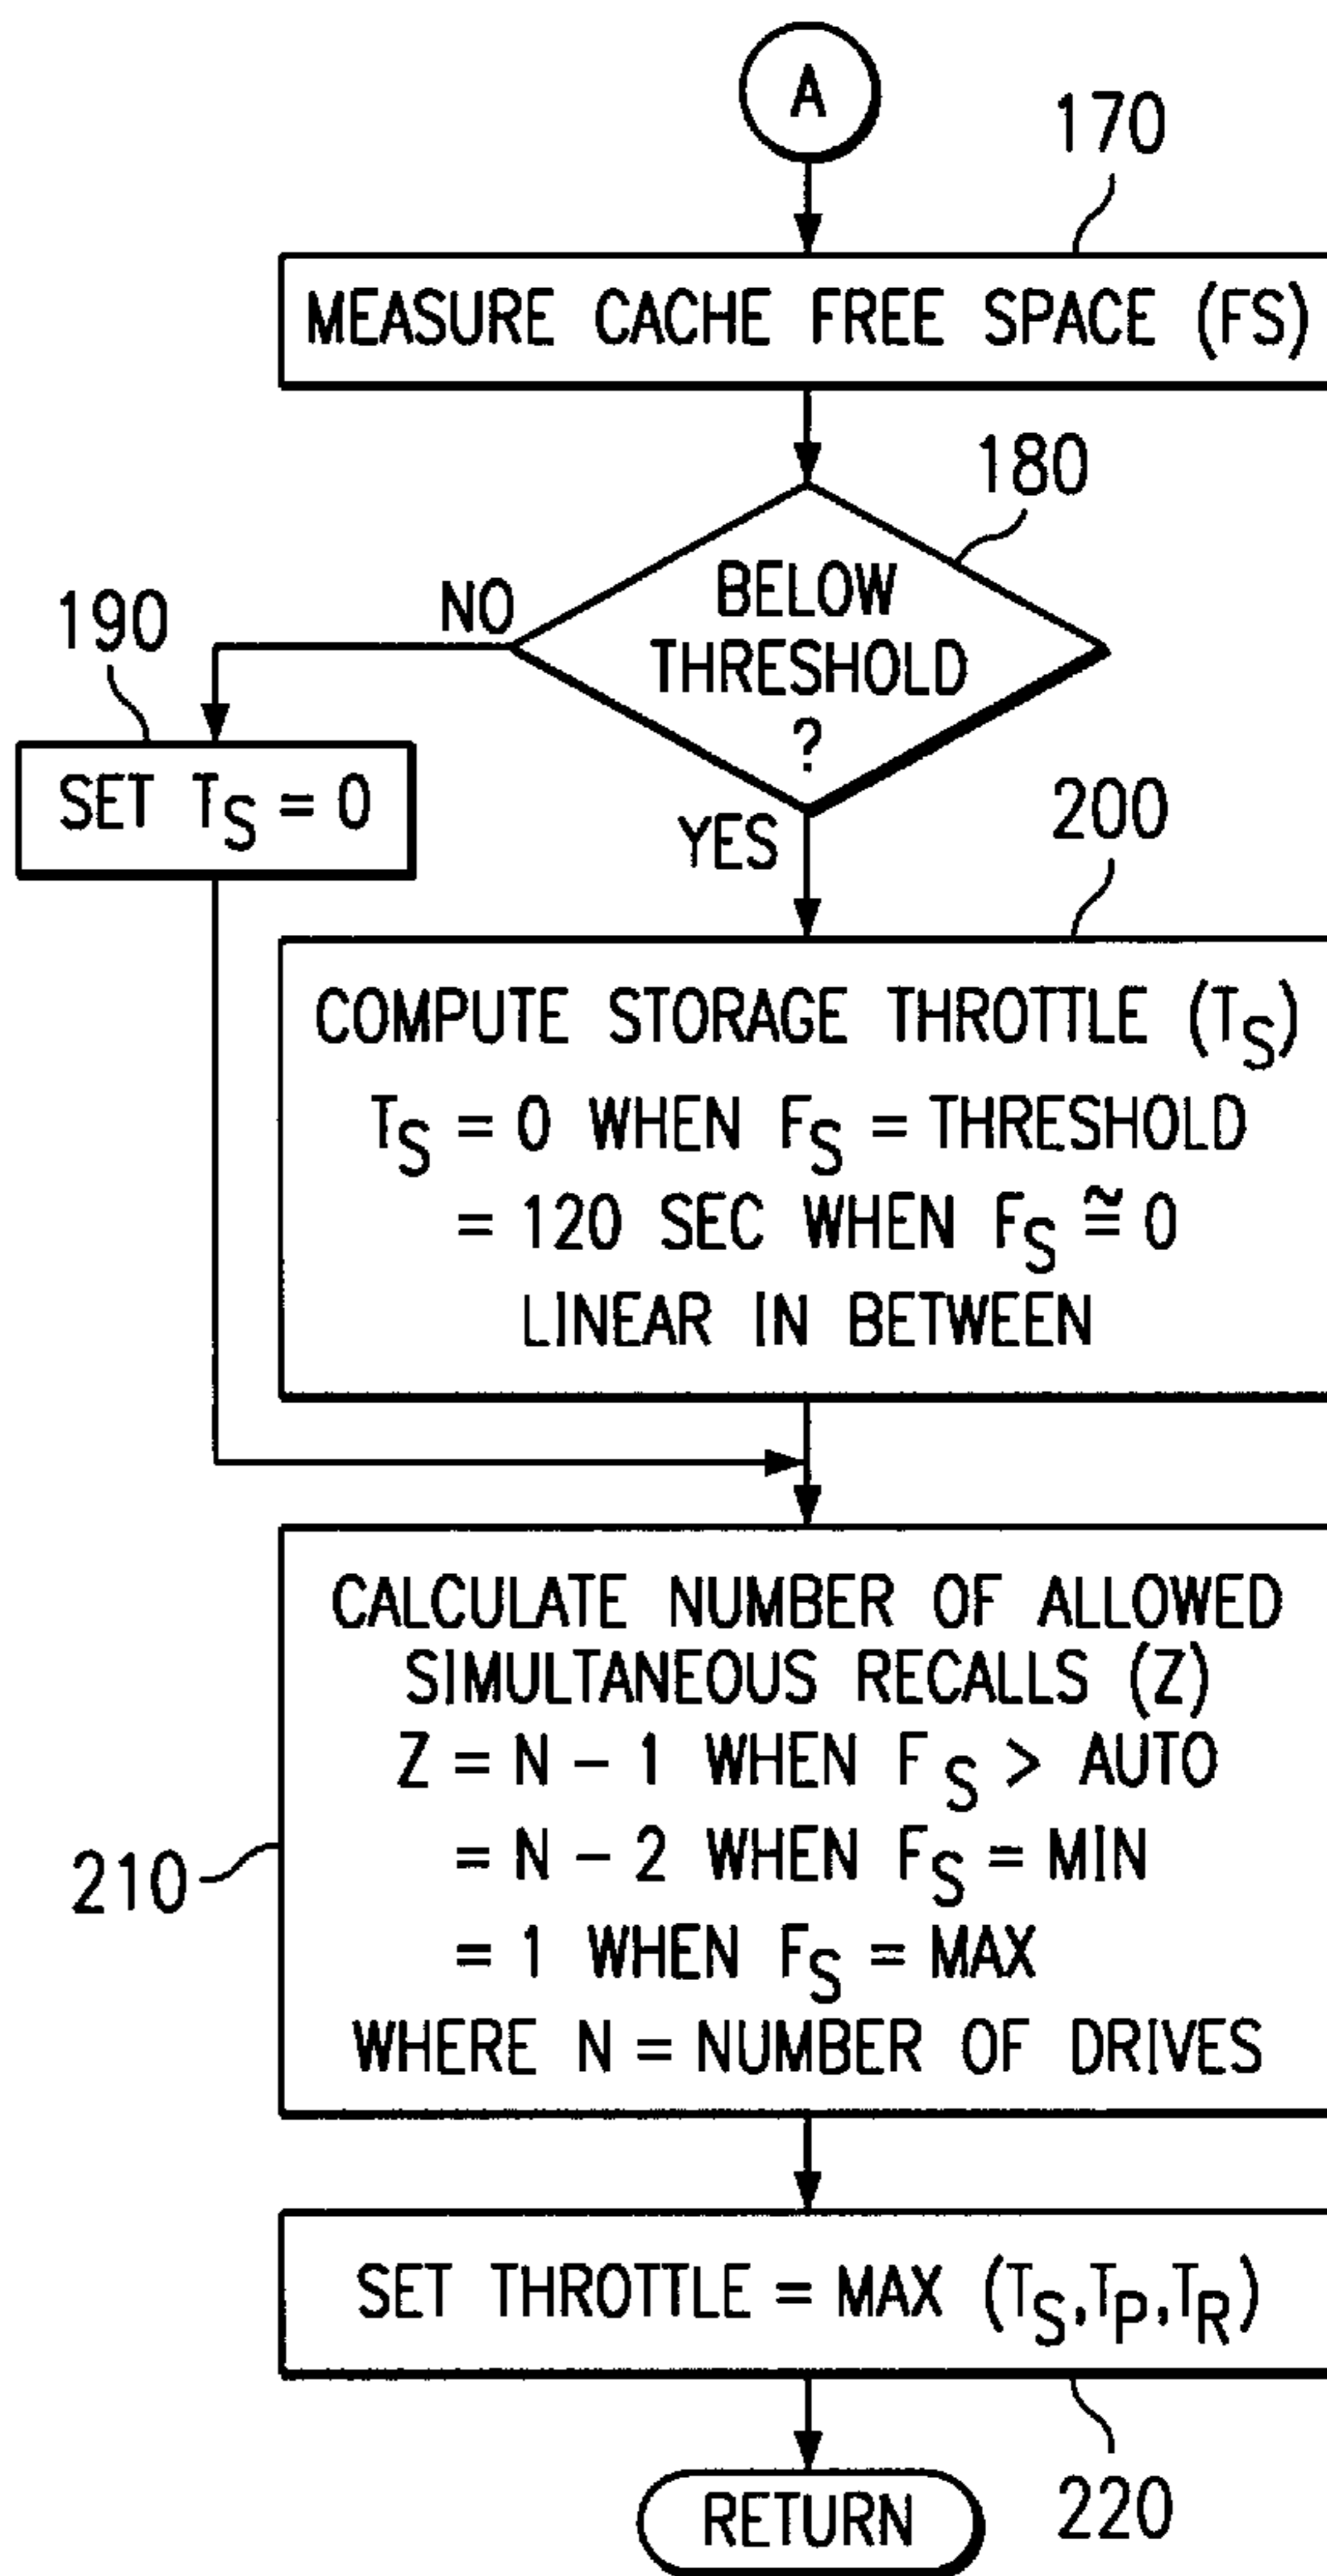 A
170
MEASURE CACHE FREE SPACE (FS)
180
BELOW
THRESHOLD
?
NO
190
SET TS = 0
YES
200
COMPUTE STORAGE THROTTLE (TS)
TS = 0 WHEN FS = THRESHOLD
= 120 SEC WHEN FS ≅ 0
LINEAR IN BETWEEN
CALCULATE NUMBER OF ALLOWED
SIMULTANEOUS RECALLS (Z)
Z = N - 1 WHEN FS > AUTO
= N - 2 WHEN FS = MIN
= 1 WHEN FS = MAX
WHERE N = NUMBER OF DRIVES
210
SET THROTTLE = MAX (TS,TP,TR)
220
RETURN